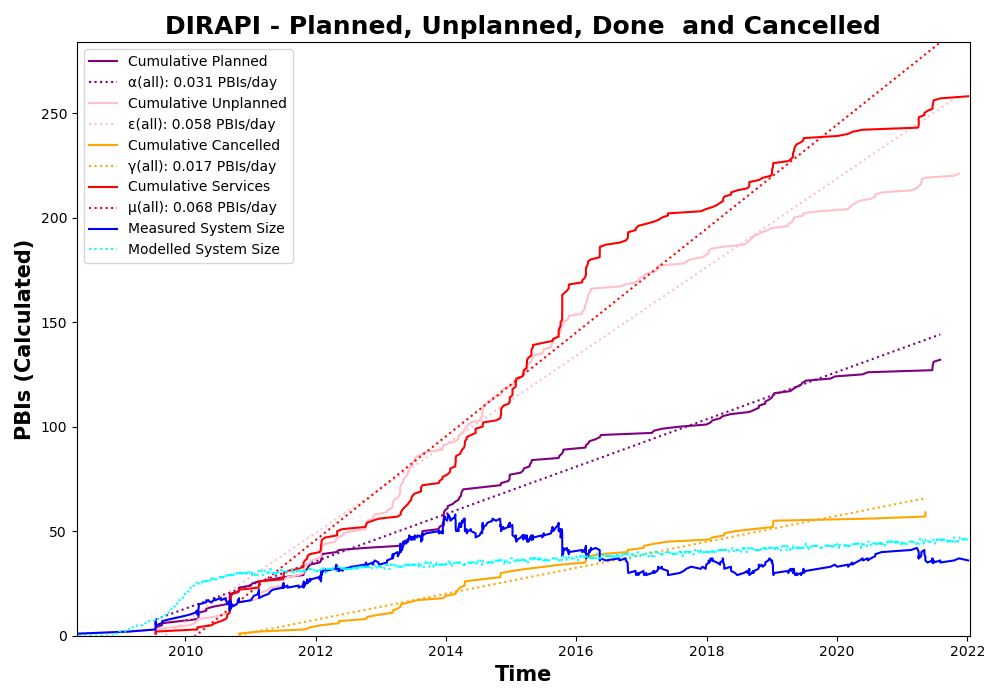 DIRAPI - Planned, Unplanned, Done  and Cancelled
Cumulative Planned
α(all): 0.031 PBIs/day
Cumulative Unplanned
ε(all): 0.058 PBIs/day
Cumulative Cancelled
γ(all): 0.017 PBIs/day
Cumulative Services
μ(all): 0.068 PBIs/day
Measured System Size
Modelled System Size
PBIs (Calculated)
250
200
150
100
50
0
2010 2012 2014 2016 2018 2020 2022
Time